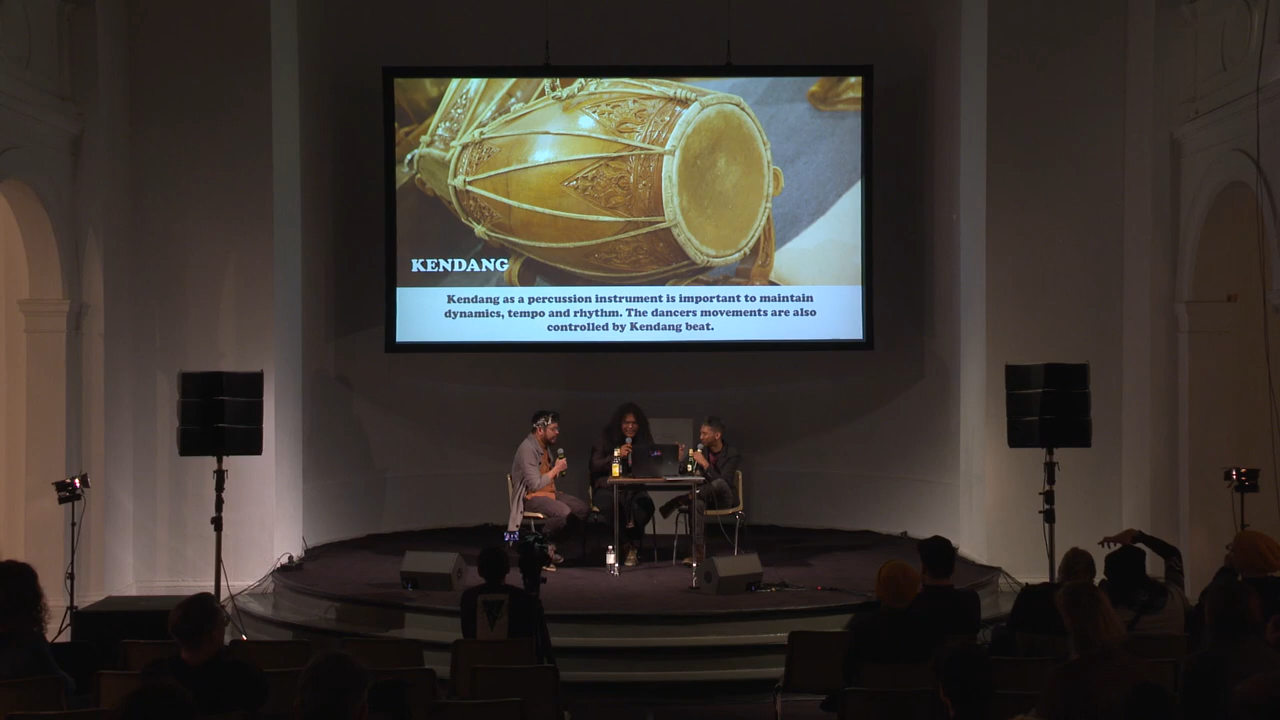 KENDANG
Kendang as a percussion instrument is important to maintain
dynamics, tempo and rhythm. The dancers movements are also
controlled by Kendang beat.